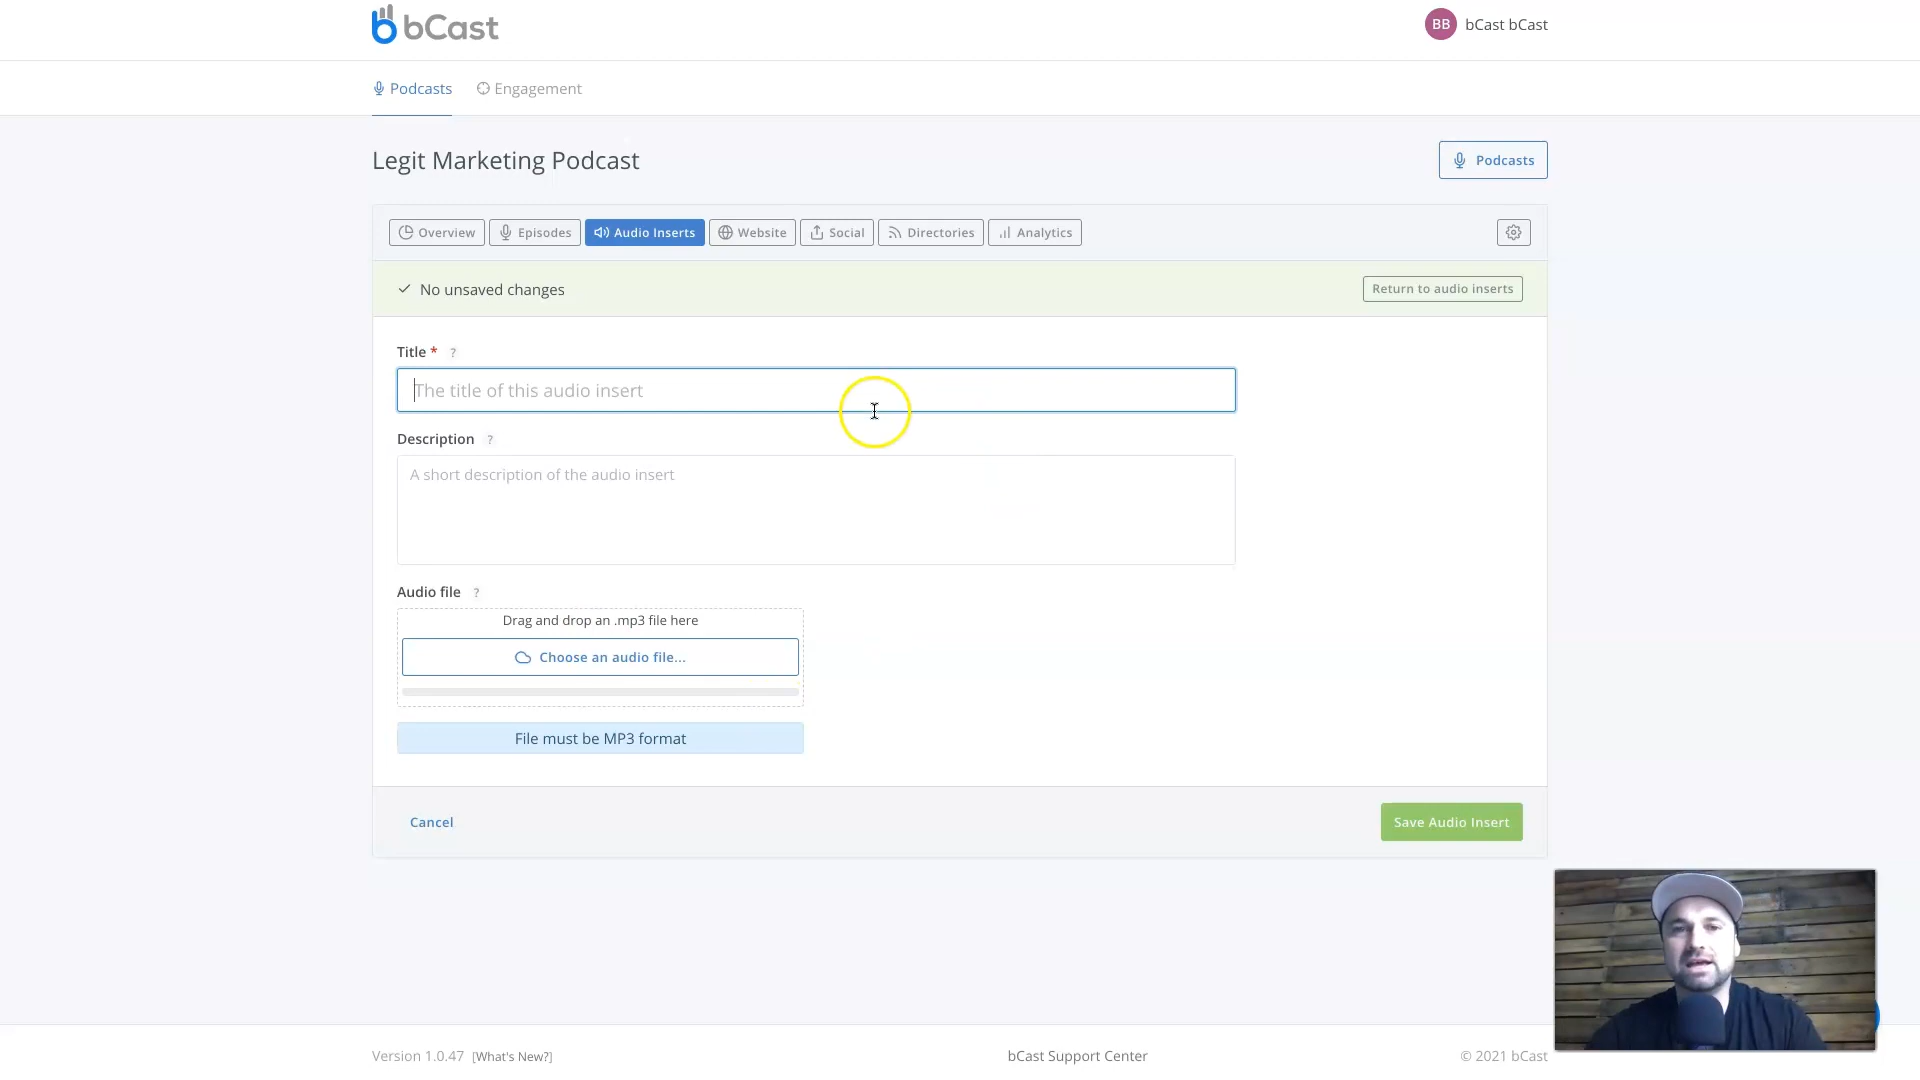 bCast
BB bCast bCast
Podcasts Engagement
Legit Marketing Podcast
Podcasts
Overview Episodes Audio Inserts Website Social Directories Analytics
No unsaved changes
Return to audio inserts
Title * ?
The title of this audio insert
Description ?
A short description of the audio insert
Audio file ?
Drag and drop an .mp3 file here
Choose an audio file...
File must be MP3 format
Cancel
Save Audio Insert
Version 1.0.47 [What's New?]
bCast Support Center
© 2021 bCast